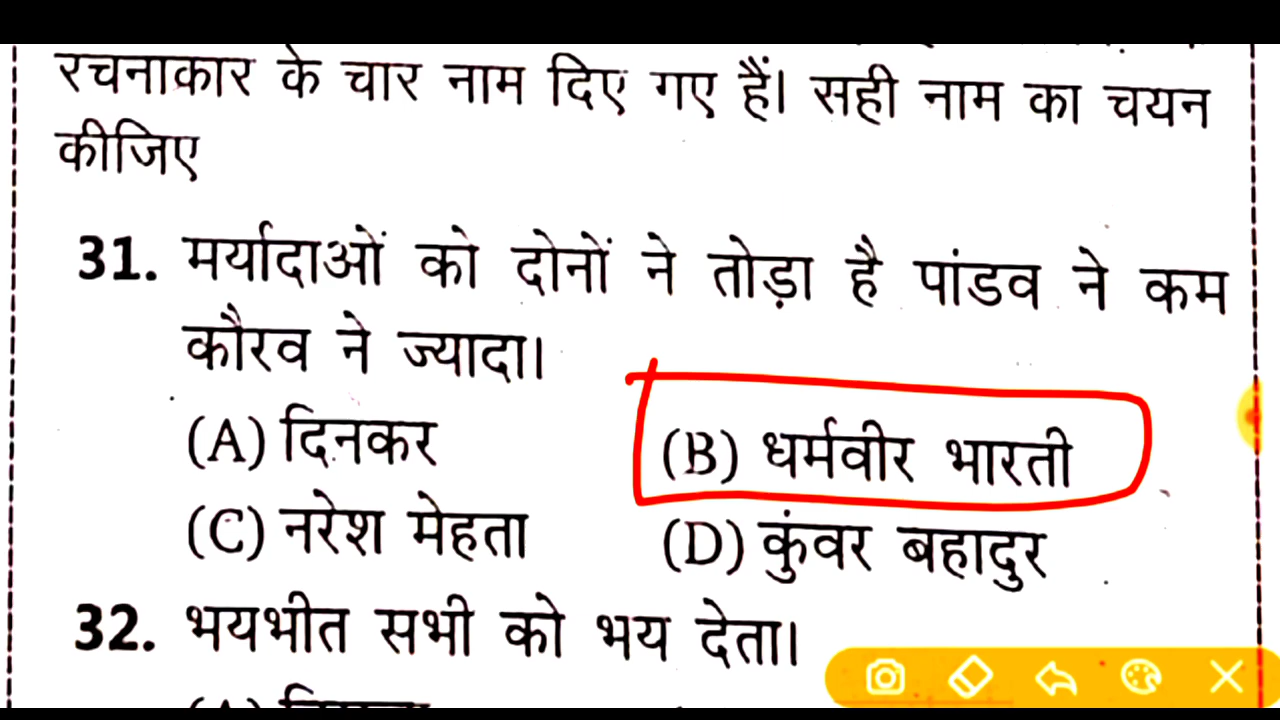 रचनाकार के चार नाम दिए गए हैं। सही नाम का चयन
कीजिए
31. मर्यादाओं को दोनों ने तोड़ा है पांडव ने कम
कौरव ने ज्यादा।
(A) दिनकर (B) धर्मवीर भारती
(C) नरेश मेहता (D) कुंवर बहादुर
32. भयभीत सभी को भय देता।